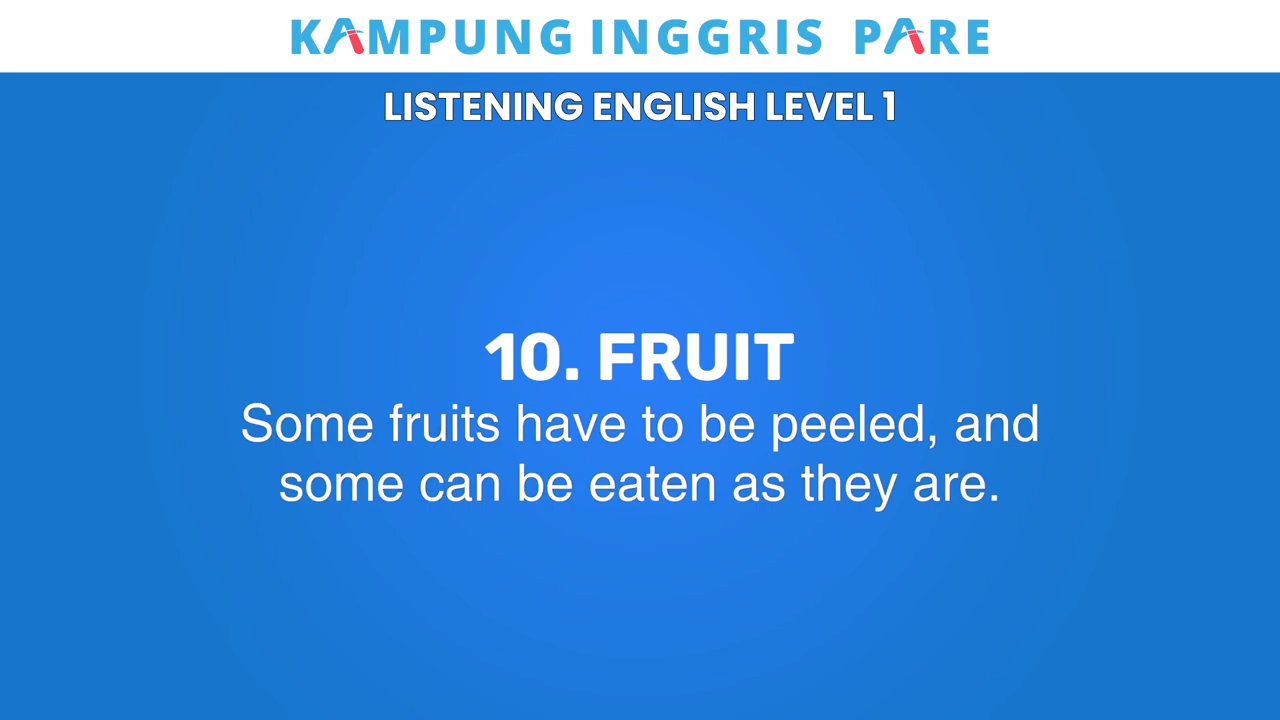 KAMPUNG INGGRIS PARE
LISTENING ENGLISH LEVEL 1
10. FRUIT
Some fruits have to be peeled, and
some can be eaten as they are.